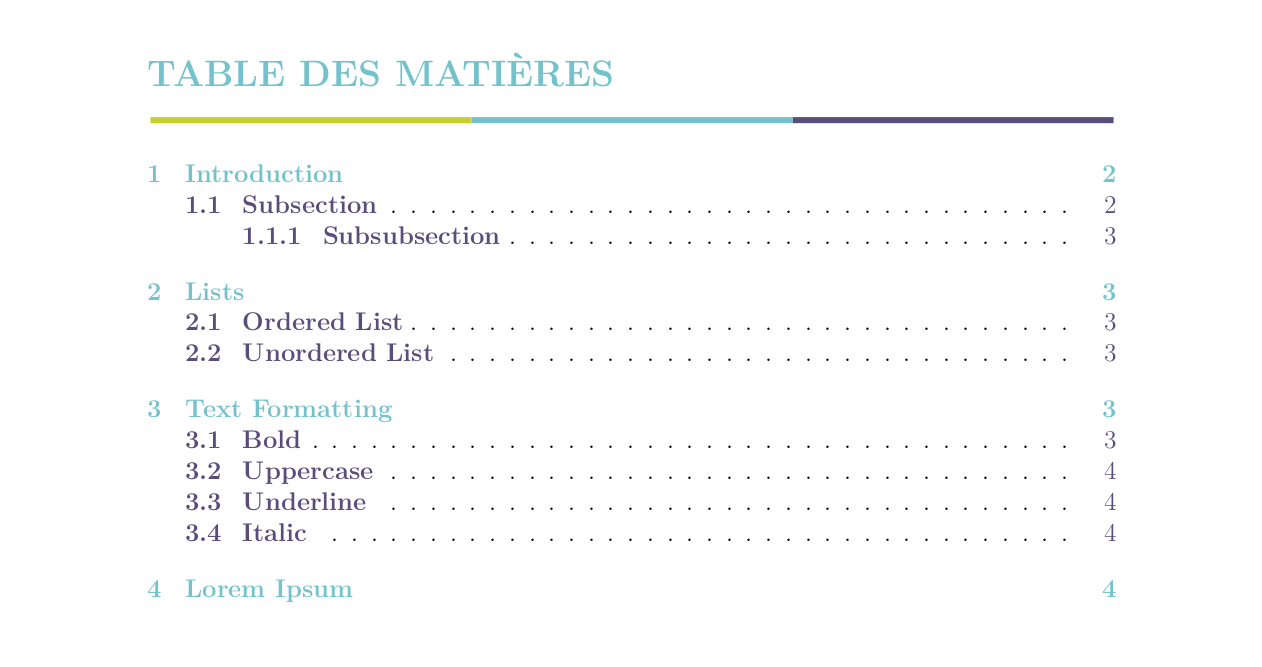 TABLE DES MATIÈRES
1 Introduction 2
1.1 Subsection . . . . . . . . . . . . . . . . . . . . . . . . . . . . . . . . . . . 2
1.1.1 Subsubsection . . . . . . . . . . . . . . . . . . . . . . . . . . . . . 3
2 Lists 3
2.1 Ordered List . . . . . . . . . . . . . . . . . . . . . . . . . . . . . . . . . . 3
2.2 Unordered List . . . . . . . . . . . . . . . . . . . . . . . . . . . . . . . . 3
3 Text Formatting 3
3.1 Bold . . . . . . . . . . . . . . . . . . . . . . . . . . . . . . . . . . . . . . . 3
3.2 Uppercase . . . . . . . . . . . . . . . . . . . . . . . . . . . . . . . . . . . 4
3.3 Underline . . . . . . . . . . . . . . . . . . . . . . . . . . . . . . . . . . . 4
3.4 Italic . . . . . . . . . . . . . . . . . . . . . . . . . . . . . . . . . . . . . . 4
4 Lorem Ipsum 4